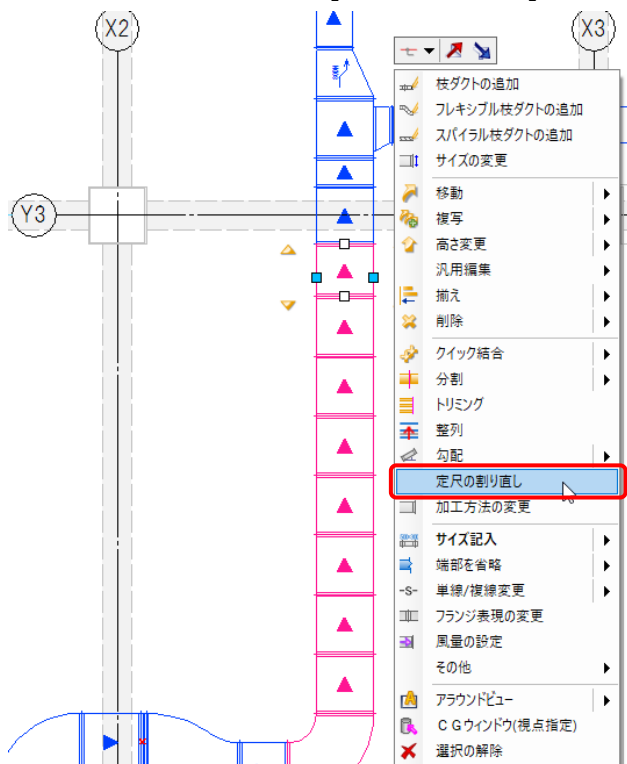 X2
X3
枝ダクトの追加
フレキシブル枝ダクトの追加
スパイラル枝ダクトの追加
サイズの変更
移動
Y3
複写
高さ変更
汎用編集
揃え
削除
クイック結合
分割
トリミング
整列
勾配
定尺の割り直し
加工方法の変更
サイズ記入
端部を省略
-S- 単線/複線変更
フランジ表現の変更
風量の設定
その他
アラウンドビュー
CGウィンドウ(視点指定)
選択の解除